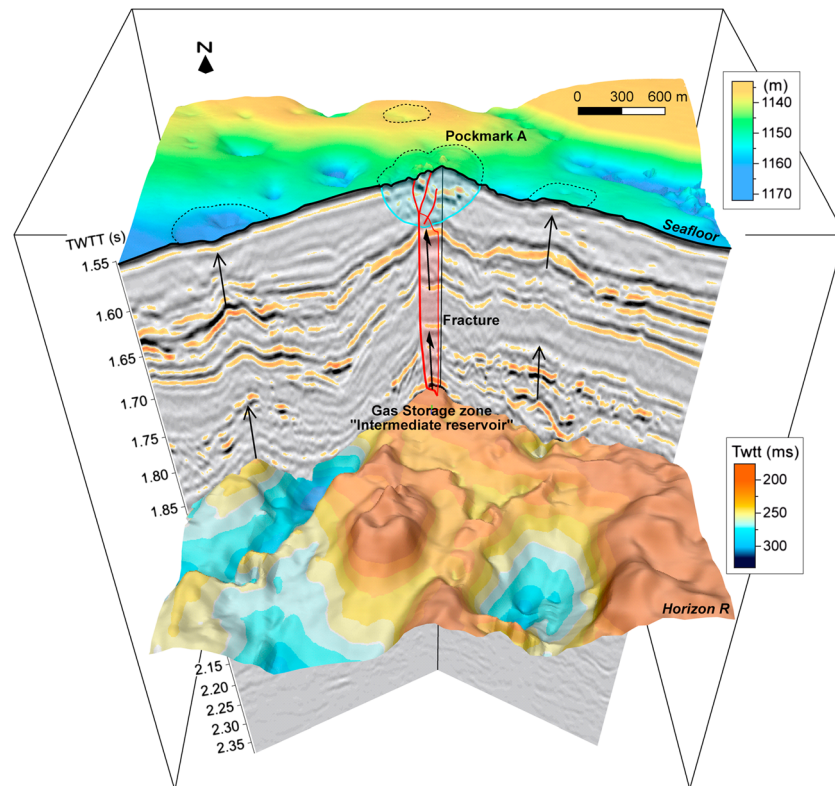 N
(m)
1140
1150
1160
1170
0 300 600 m
Pockmark A
Seafloor
TWTT (s)
1.55
1.60
1.65
1.70
1.75
1.80
1.85
Fracture
Gas Storage zone
"Intermediate reservoir"
Twtt (ms)
200
250
300
Horizon R
2.15
2.20
2.25
2.30
2.35